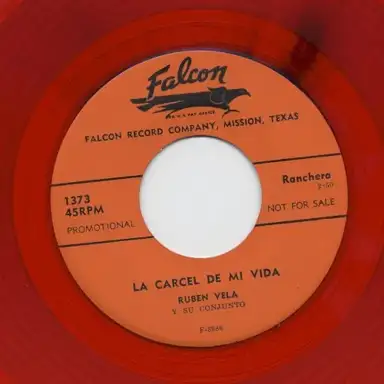 Falcon
FALCON RECORD COMPANY, MISSION, TEXAS
1373
45RPM
PROMOTIONAL
Ranchera
NOT FOR SALE
LA CARCEL DE MI VIDA
RUBEN VELA
Y SU CONJUNTO